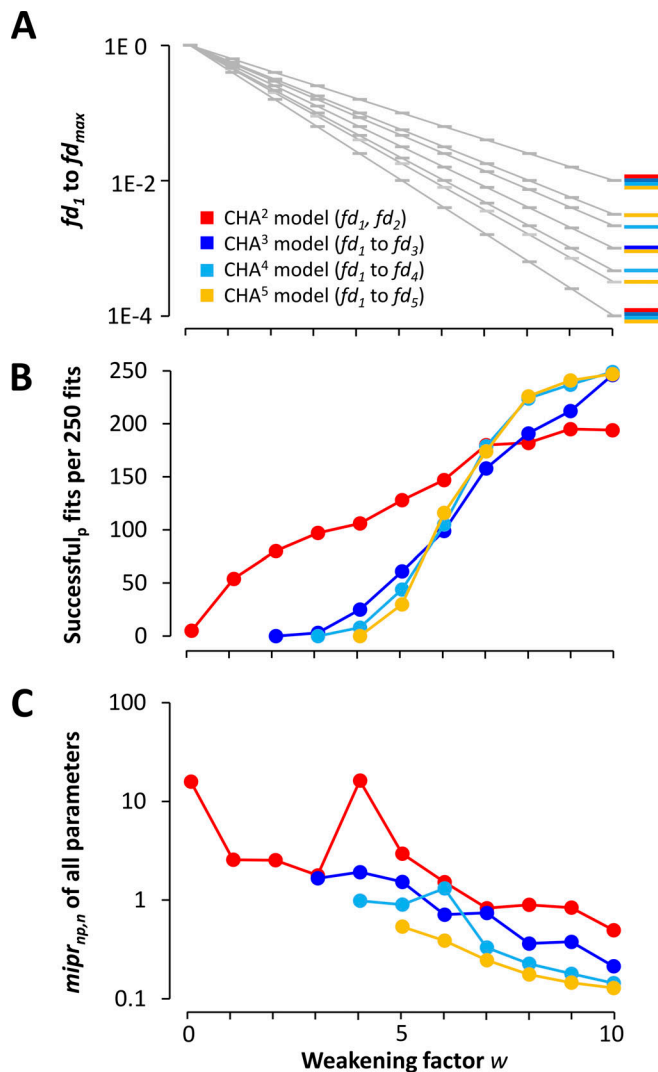 A
1E 0
1E-2
1E-4
fd₁ to fdₘₐₓ
CHA² model (fd₁, fd₂)
CHA³ model (fd₁ to fd₃)
CHA⁴ model (fd₁ to fd₄)
CHA⁵ model (fd₁ to fd₅)
B
250
200
150
100
50
0
Successfulₚ fits per 250 fits
C
100
10
1
0.1
miprₙₚ,ₙ of all parameters
0 5 10
Weakening factor w